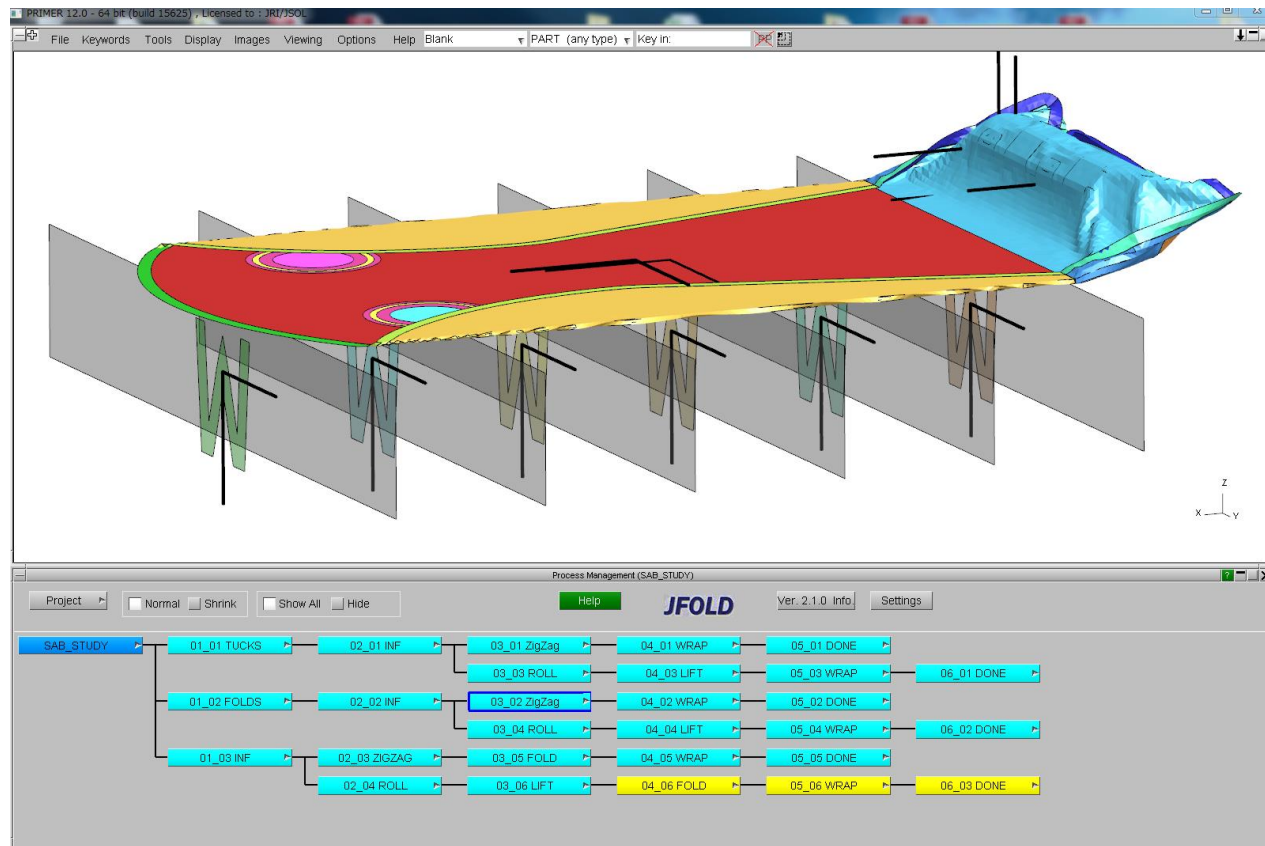 PRIMER 12.0 - 64 bit (build 15625) , Licensed to : JRI/JSOL
File Keywords Tools Display Images Viewing Options Help Blank PART (any type) Key in:
Z
X Y
Process Management (SAB_STUDY)
Project Normal Shrink Show All Hide Help JFOLD Ver. 2.1.0 Info Settings
SAB_STUDY 01_01 TUCKS 02_01 INF 03_01 ZigZag 04_01 WRAP 05_01 DONE
03_03 ROLL 04_03 LIFT 05_03 WRAP 06_01 DONE
01_02 FOLDS 02_02 INF 03_02 ZigZag 04_02 WRAP 05_02 DONE
03_04 ROLL 04_04 LIFT 05_04 WRAP 06_02 DONE
01_03 INF 02_03 ZIGZAG 03_05 FOLD 04_05 WRAP 05_05 DONE
02_04 ROLL 03_06 LIFT 04_06 FOLD 05_06 WRAP 06_03 DONE